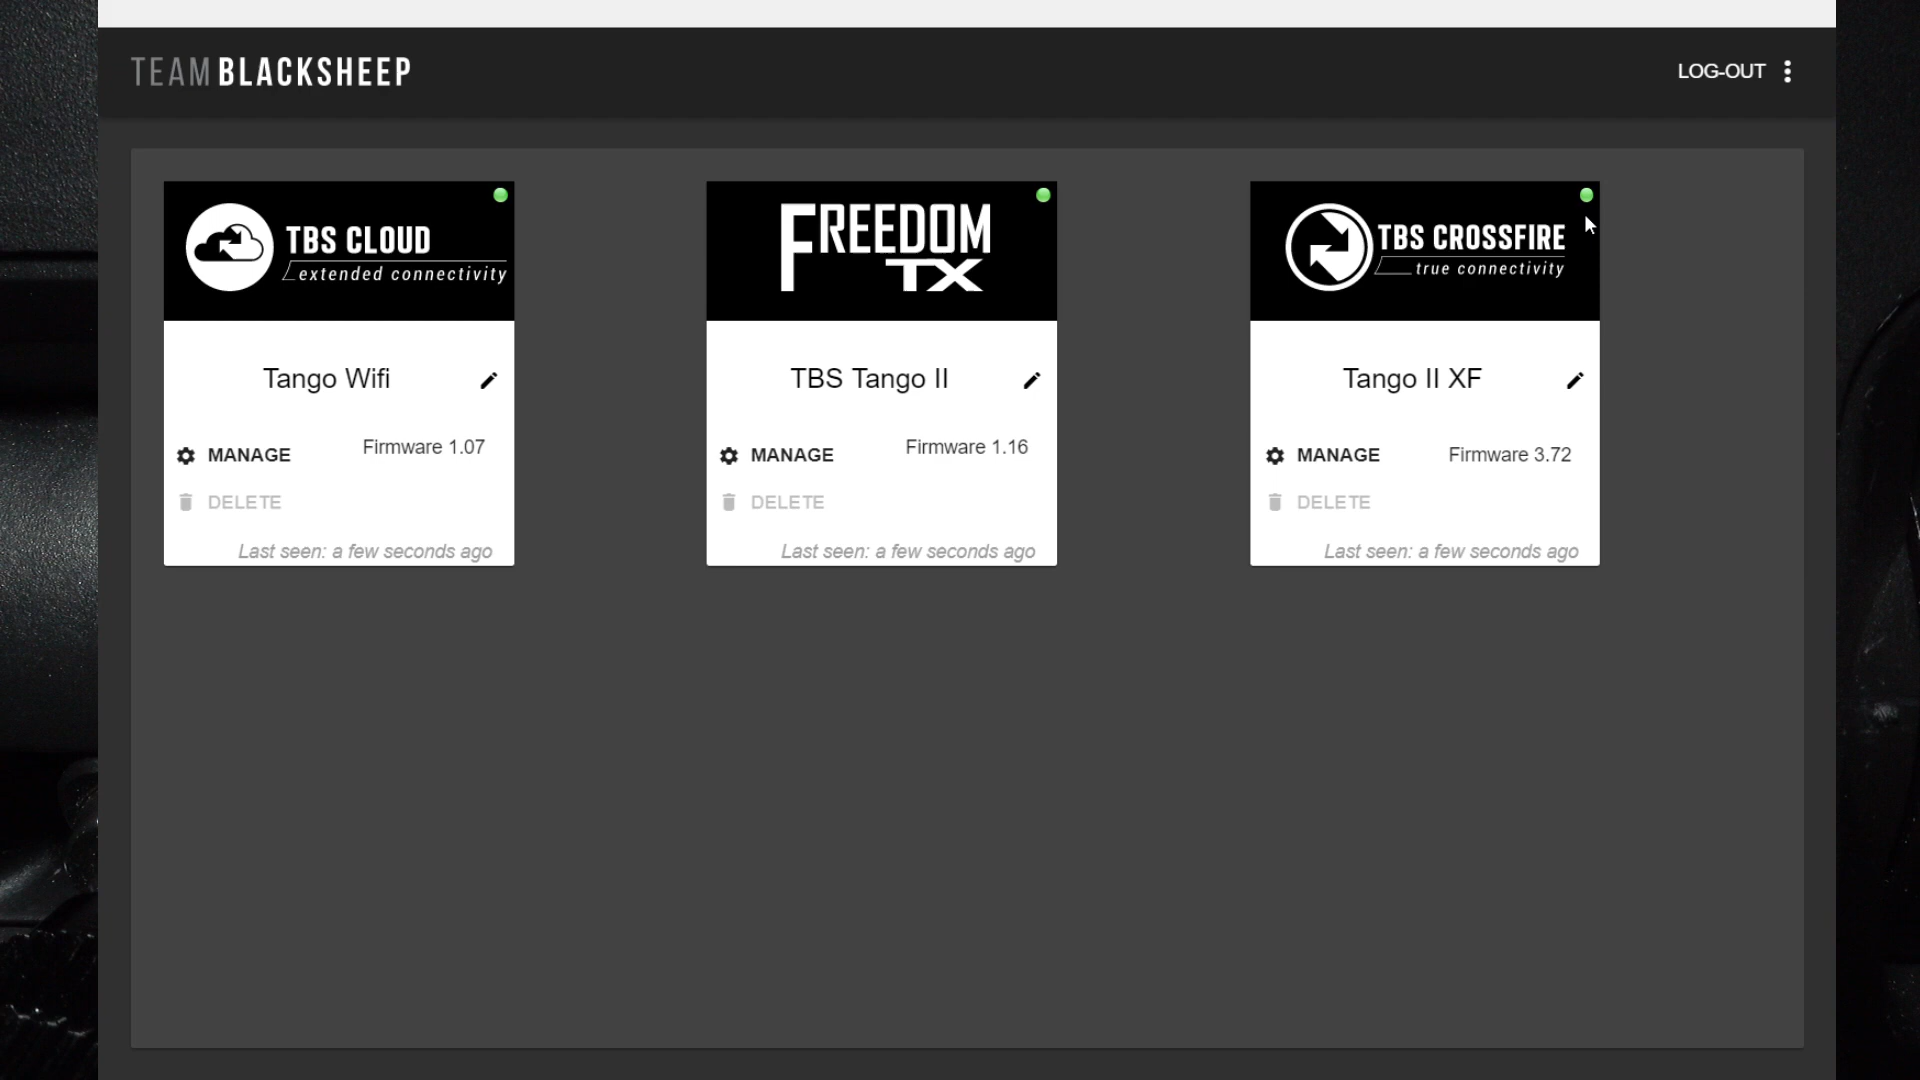 TEAMBLACKSHEEP
LOG-OUT
TBS CLOUD
extended connectivity
Tango Wifi
MANAGE
Firmware 1.07
DELETE
Last seen: a few seconds ago
FREEDOM
TX
TBS Tango II
MANAGE
Firmware 1.16
DELETE
Last seen: a few seconds ago
TBS CROSSFIRE
true connectivity
Tango II XF
MANAGE
Firmware 3.72
DELETE
Last seen: a few seconds ago